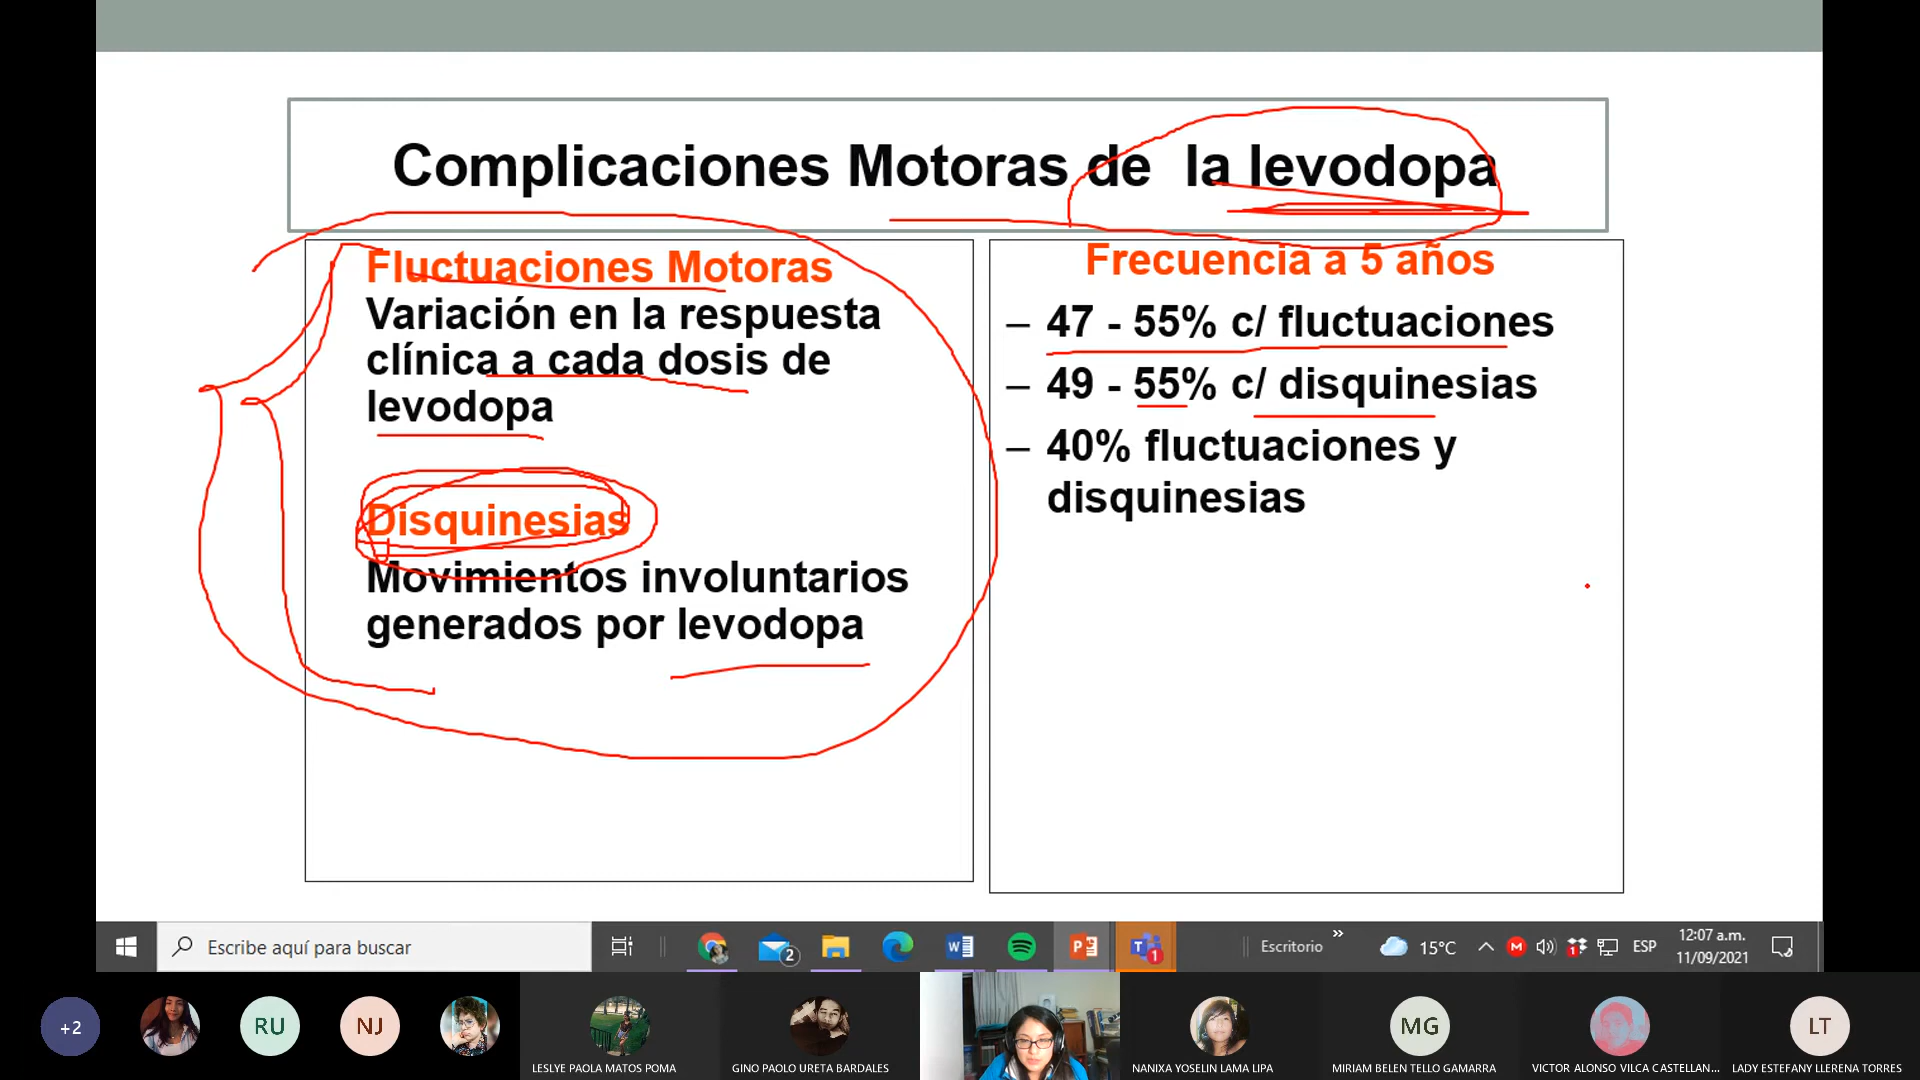 Complicaciones Motoras de la levodopa
Fluctuaciones Motoras
Variación en la respuesta
clínica a cada dosis de
levodopa
Disquinesias
Movimientos involuntarios
generados por levodopa
Frecuencia a 5 años
– 47 - 55% c/ fluctuaciones
– 49 - 55% c/ disquinesias
– 40% fluctuaciones y
disquinesias
Escribe aquí para buscar
2
1
Escritorio
»
15°C
M
1
ESP
12:07 a.m.
11/09/2021
+2
RU
NJ
LESLYE PAOLA MATOS POMA
GINO PAOLO URETA BARDALES
NANIXA YOSELIN LAMA LIPA
MG
MIRIAM BELEN TELLO GAMARRA
VICTOR ALONSO VILCA CASTELLAN...
LT
LADY ESTEFANY LLERENA TORRES